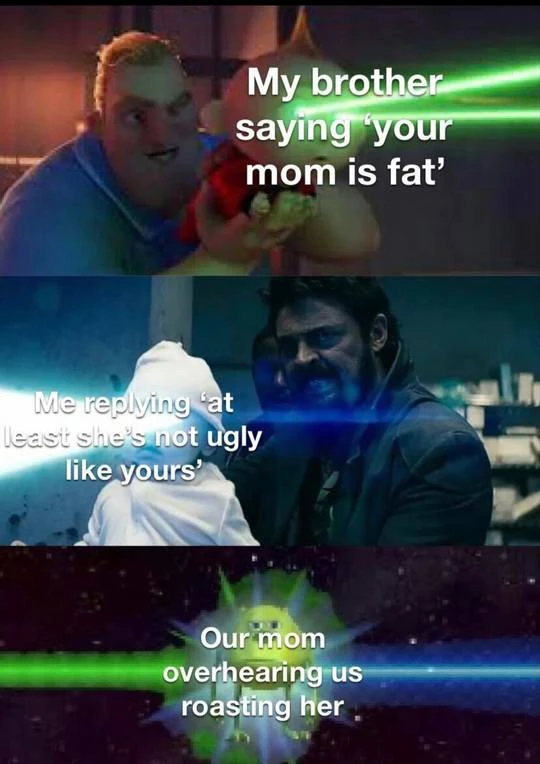 My brother
saying ‘your
mom is fat’
Me replying ‘at
least she's not ugly
like yours’
Our mom
overhearing us
roasting her